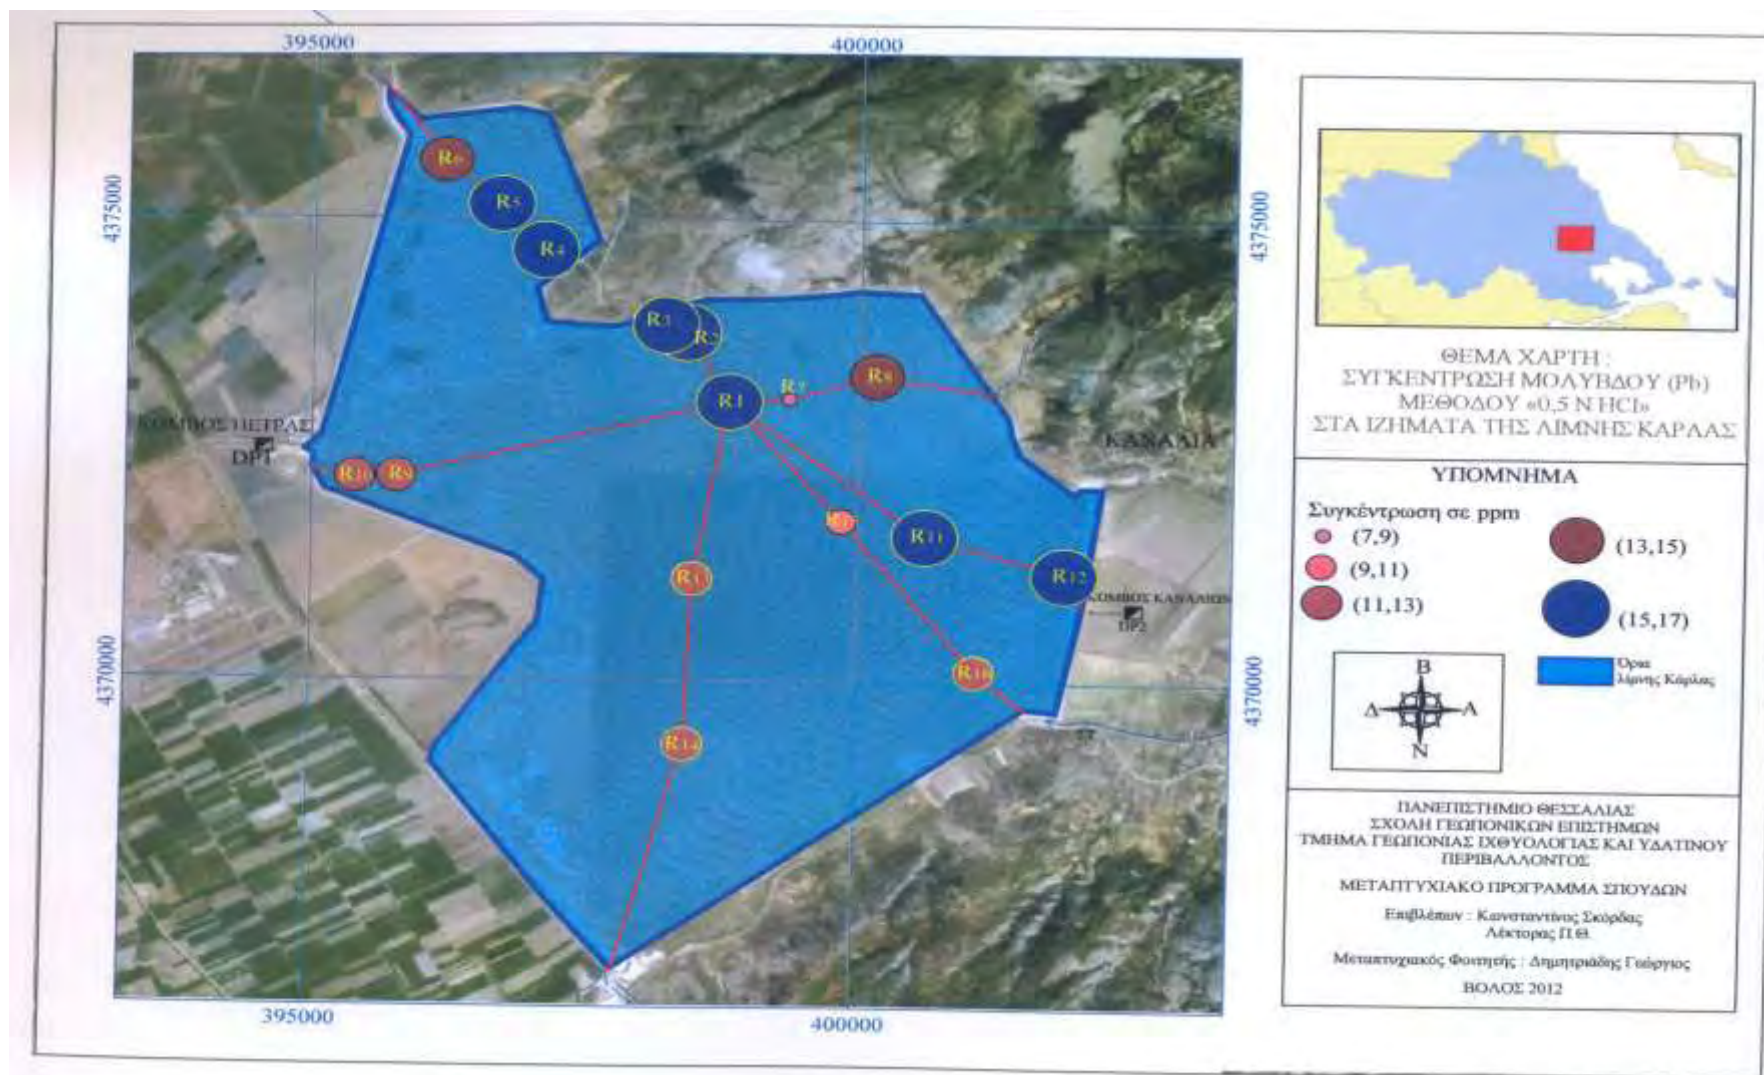 395000
400000
4375000
4375000
R6
R5
R4
R3
R2
R1
R7
R8
ΚΟΜΒΟΣ ΠΕΤΡΑΣ
DP1
R10
R9
ΚΑΝΑΛΙΑ
R11
R12
ΚΟΜΒΟΣ ΚΑΝΑΛΙΩΝ
DP2
R13
R16
R14
4370000
4370000
395000
400000
ΘΕΜΑ ΧΑΡΤΗ :
ΣΥΓΚΕΝΤΡΩΣΗ ΜΟΛΥΒΔΟΥ (Pb)
ΜΕΘΟΔΟΥ «0,5 N HCl»
ΣΤΑ ΙΖΗΜΑΤΑ ΤΗΣ ΛΙΜΝΗΣ ΚΑΡΛΑΣ
ΥΠΟΜΝΗΜΑ
Συγκέντρωση σε ppm
(7,9)
(9,11)
(11,13)
(13,15)
(15,17)
Όρια
λίμνης Κάρλας
Β
Δ
Α
Ν
ΠΑΝΕΠΙΣΤΗΜΙΟ ΘΕΣΣΑΛΙΑΣ
ΣΧΟΛΗ ΓΕΩΠΟΝΙΚΩΝ ΕΠΙΣΤΗΜΩΝ
ΤΜΗΜΑ ΓΕΩΠΟΝΙΑΣ ΙΧΘΥΟΛΟΓΙΑΣ ΚΑΙ ΥΔΑΤΙΝΟΥ
ΠΕΡΙΒΑΛΛΟΝΤΟΣ
ΜΕΤΑΠΤΥΧΙΑΚΟ ΠΡΟΓΡΑΜΜΑ ΣΠΟΥΔΩΝ
Επιβλέπων : Κωνσταντίνος Σκόρδας
Λέκτορας Π.Θ.
Μεταπτυχιακός Φοιτητής : Δημητριάδης Γεώργιος
ΒΟΛΟΣ 2012